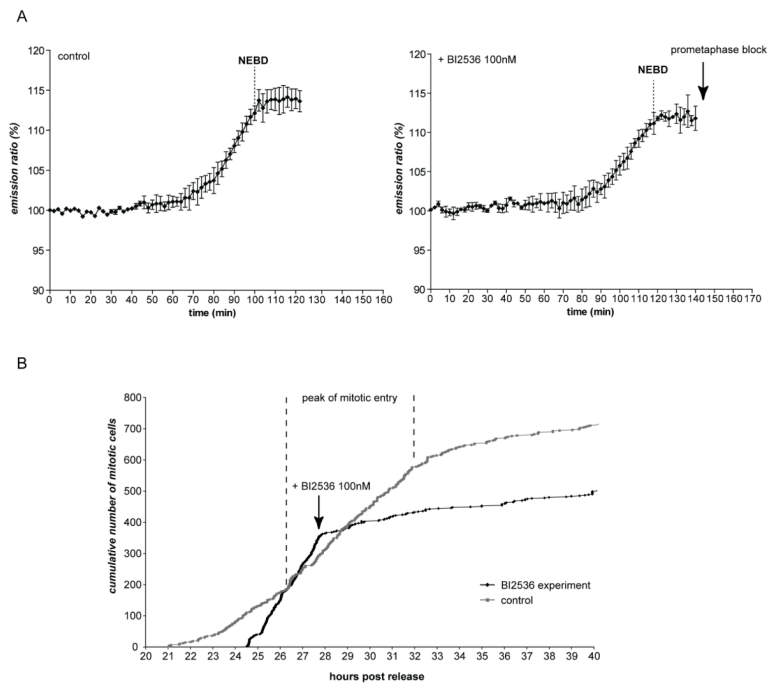 A
control
NEBD
emission ratio (%)
120
115
110
105
100
95
90
0 10 20 30 40 50 60 70 80 90 100 110 120 130 140 150 160
time (min)
+ BI2536 100nM
NEBD
prometaphase block
emission ratio (%)
120
115
110
105
100
95
90
0 10 20 30 40 50 60 70 80 90 100 110 120 130 140 150 160 170
time (min)
B
peak of mitotic entry
+ BI2536 100nM
cumulative number of mitotic cells
800
700
600
500
400
300
200
100
0
BI2536 experiment
control
20 21 22 23 24 25 26 27 28 29 30 31 32 34 35 36 37 38 39 40
hours post release